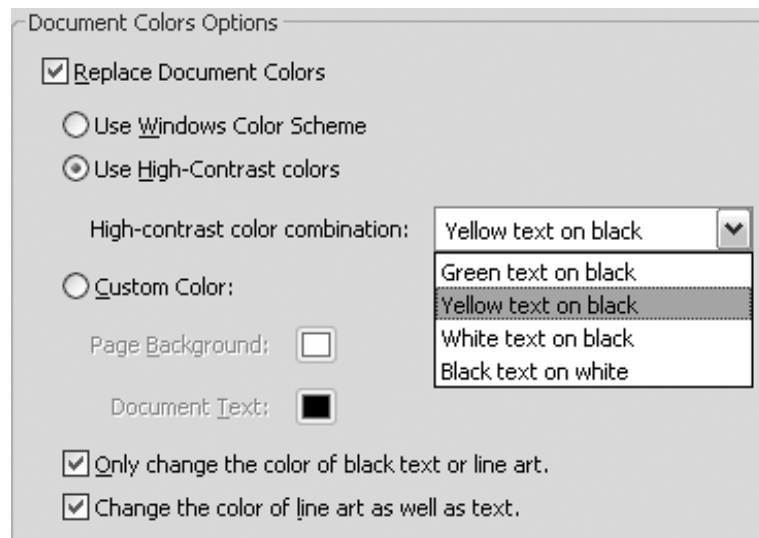 Document Colors Options
Replace Document Colors
Use Windows Color Scheme
Use High-Contrast colors
High-contrast color combination: Yellow text on black
Green text on black
Yellow text on black
White text on black
Black text on white
Custom Color:
Page Background:
Document Text:
Only change the color of black text or line art.
Change the color of line art as well as text.